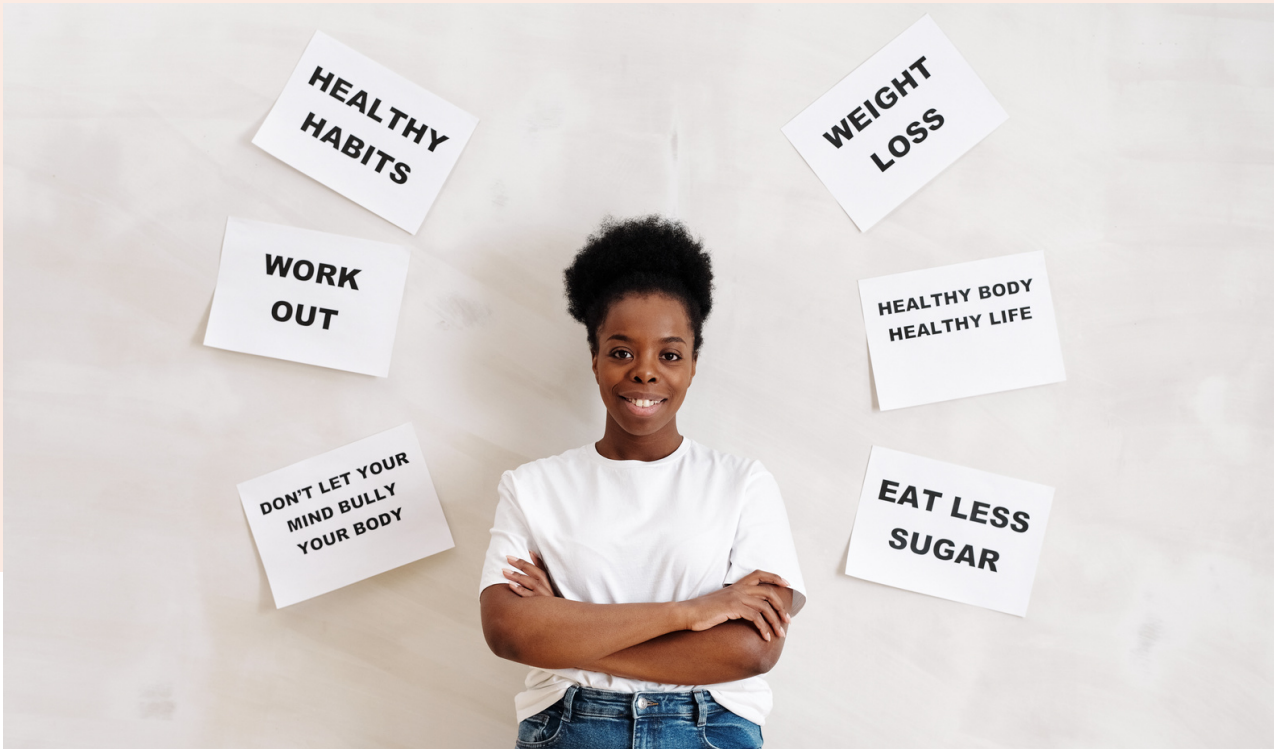 HEALTHY
HABITS
WORK
OUT
DON'T LET YOUR
MIND BULLY
YOUR BODY
WEIGHT
LOSS
HEALTHY BODY
HEALTHY LIFE
EAT LESS
SUGAR